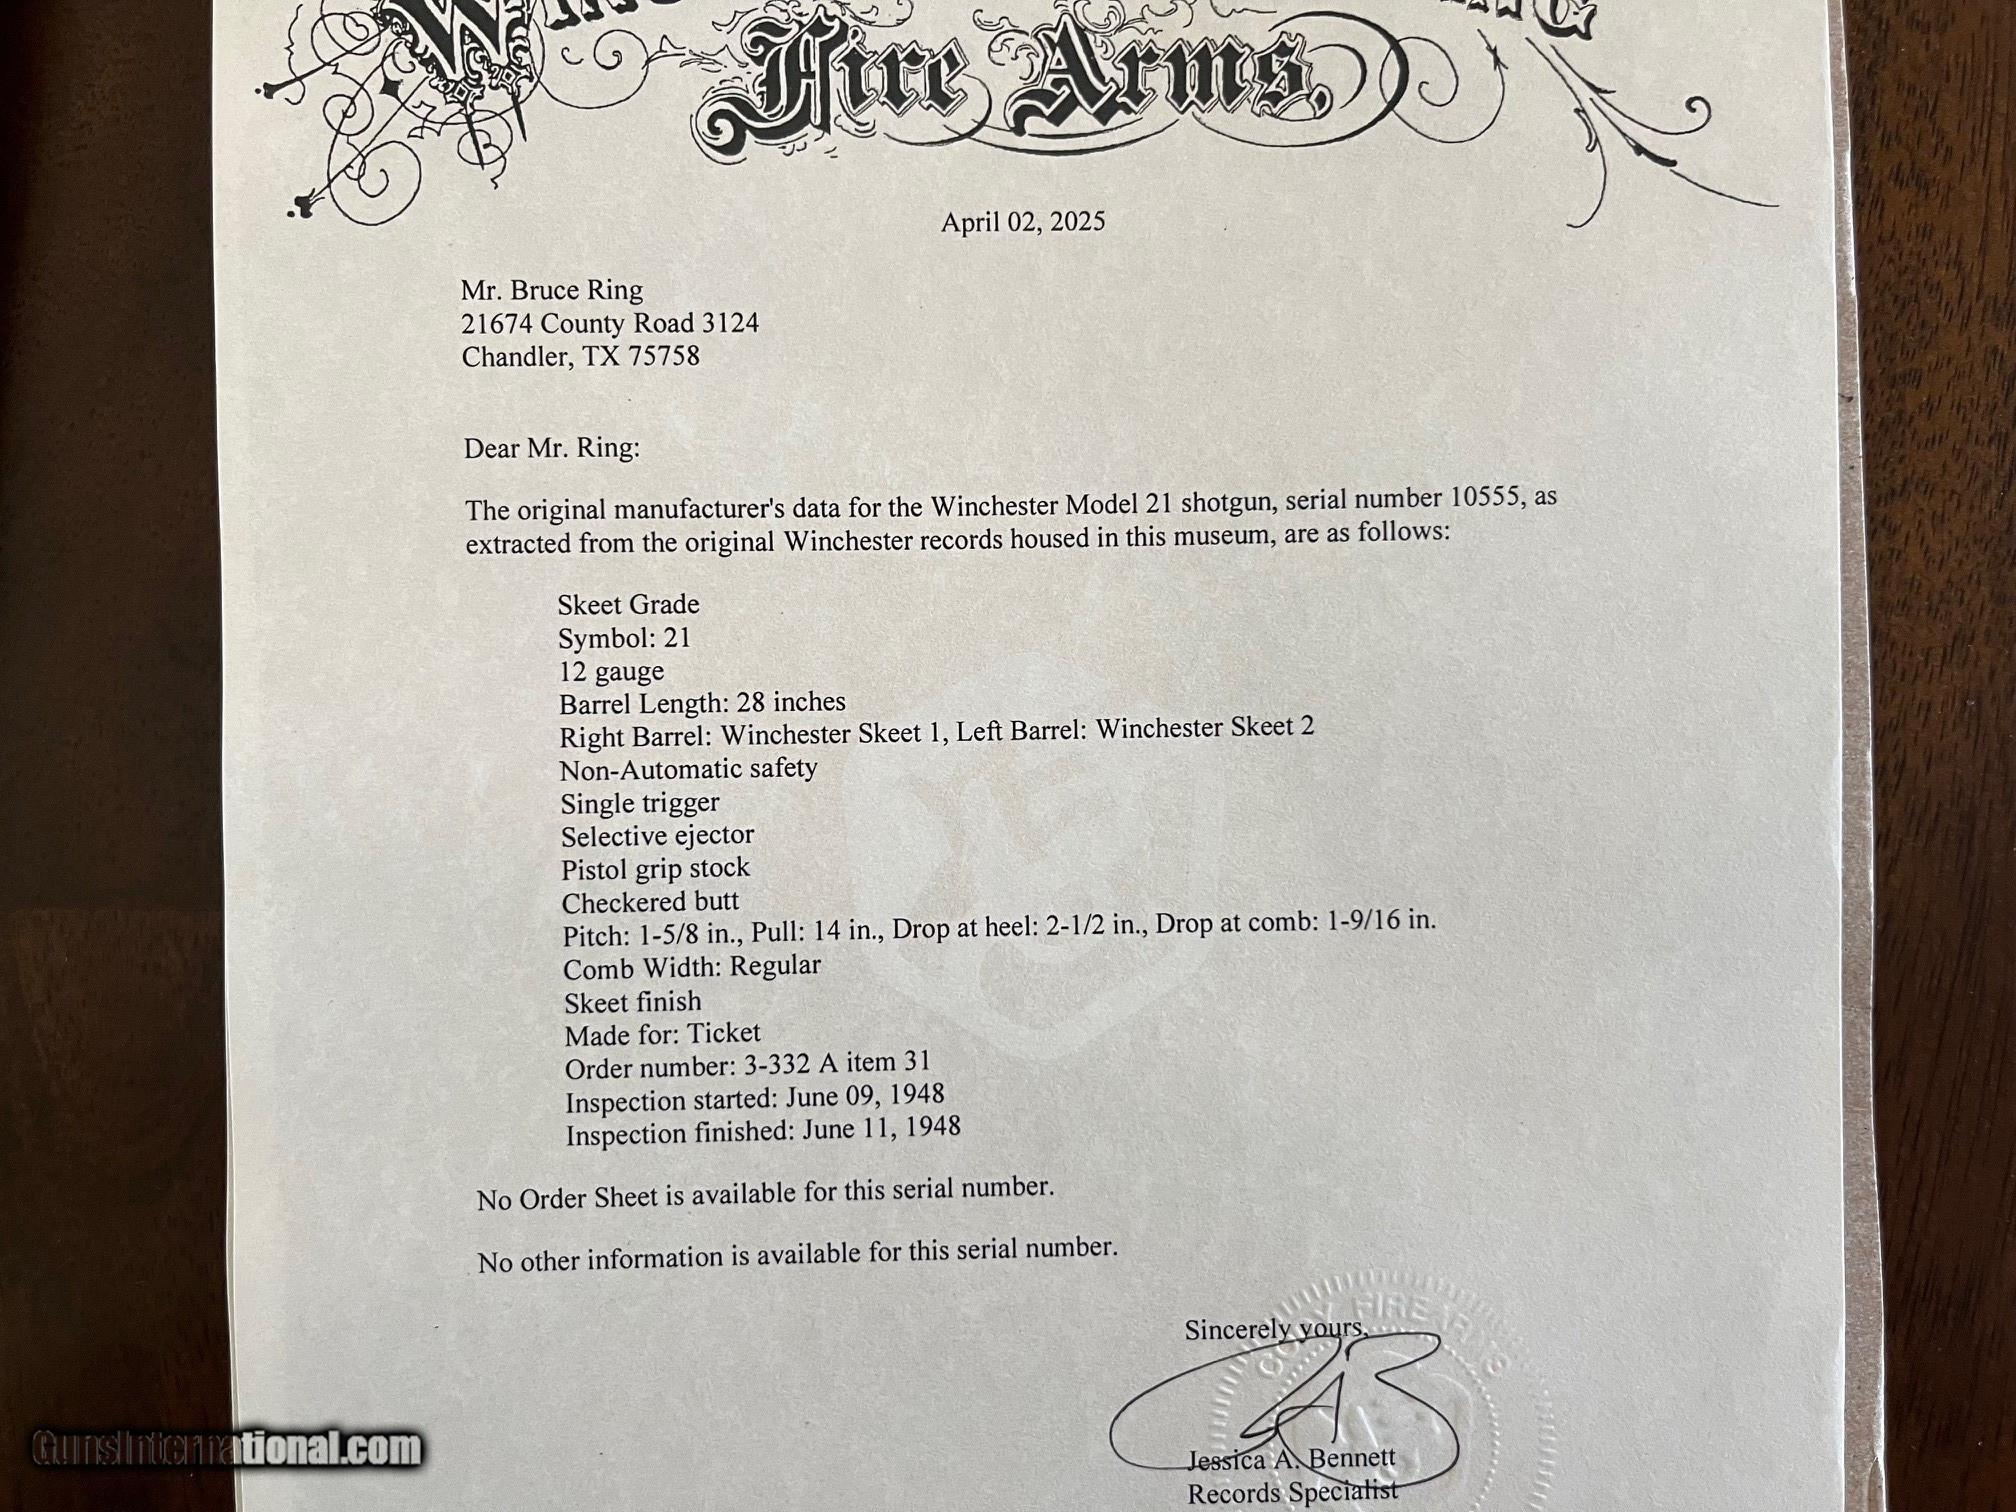 Fire Arms,
April 02, 2025
Mr. Bruce Ring
21674 County Road 3124
Chandler, TX 75758
Dear Mr. Ring:
The original manufacturer's data for the Winchester Model 21 shotgun, serial number 10555, as
extracted from the original Winchester records housed in this museum, are as follows:
Skeet Grade
Symbol: 21
12 gauge
Barrel Length: 28 inches
Right Barrel: Winchester Skeet 1, Left Barrel: Winchester Skeet 2
Non-Automatic safety
Single trigger
Selective ejector
Pistol grip stock
Checkered butt
Pitch: 1-5/8 in., Pull: 14 in., Drop at heel: 2-1/2 in., Drop at comb: 1-9/16 in.
Comb Width: Regular
Skeet finish
Made for: Ticket
Order number: 3-332 A item 31
Inspection started: June 09, 1948
Inspection finished: June 11, 1948
No Order Sheet is available for this serial number.
No other information is available for this serial number.
Sincerely yours,
CODY FIREARMS
Jessica A. Bennett
Records Specialist
GunsInternational.com